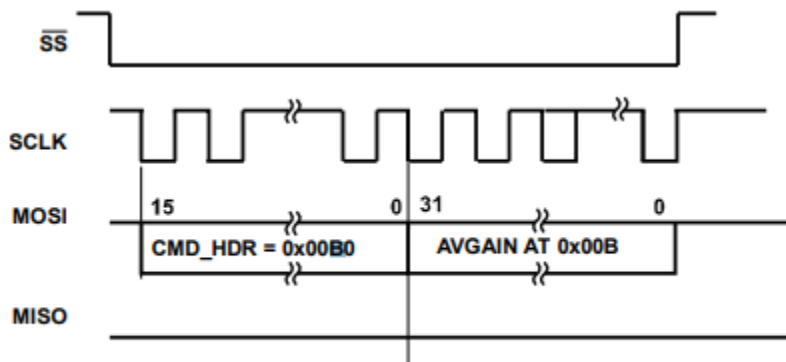 SS
SCLK
MOSI
15 0 31 0
CMD_HDR = 0x00B0 AVGAIN AT 0x00B
MISO